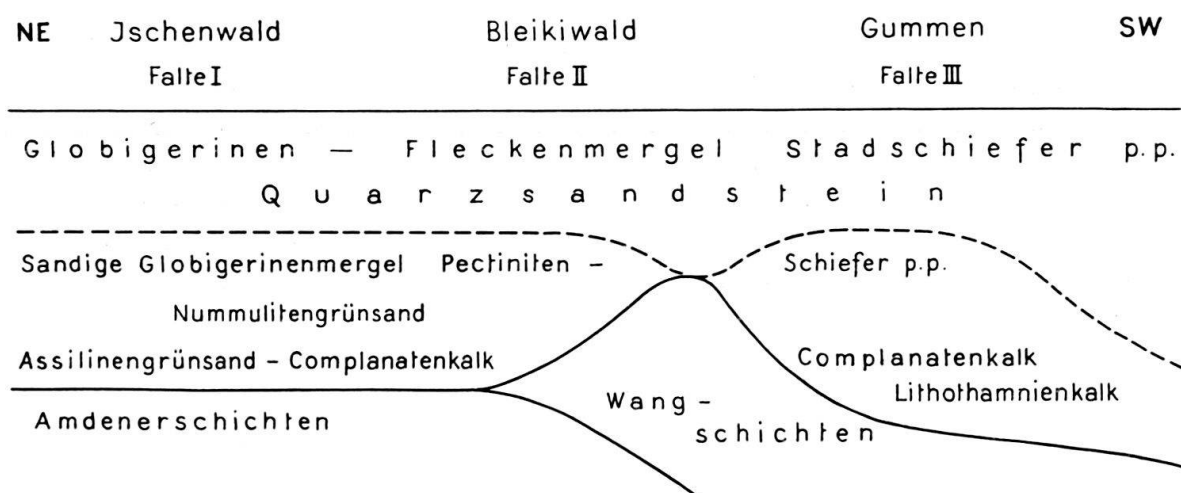 NE Jschenwald Bleikiwald Gummen SW
Falte I Falte II Falte III
Globigerinen – Fleckenmergel Stadschiefer p.p.
Quarzsandstein
Sandige Globigerinenmergel Pectiniten – Schiefer p.p.
Nummulitengrünsand
Assilinengrünsand – Complanatenkalk Complanatenkalk
Lithothamnienkalk
Amdenerschichten Wang –
schichten